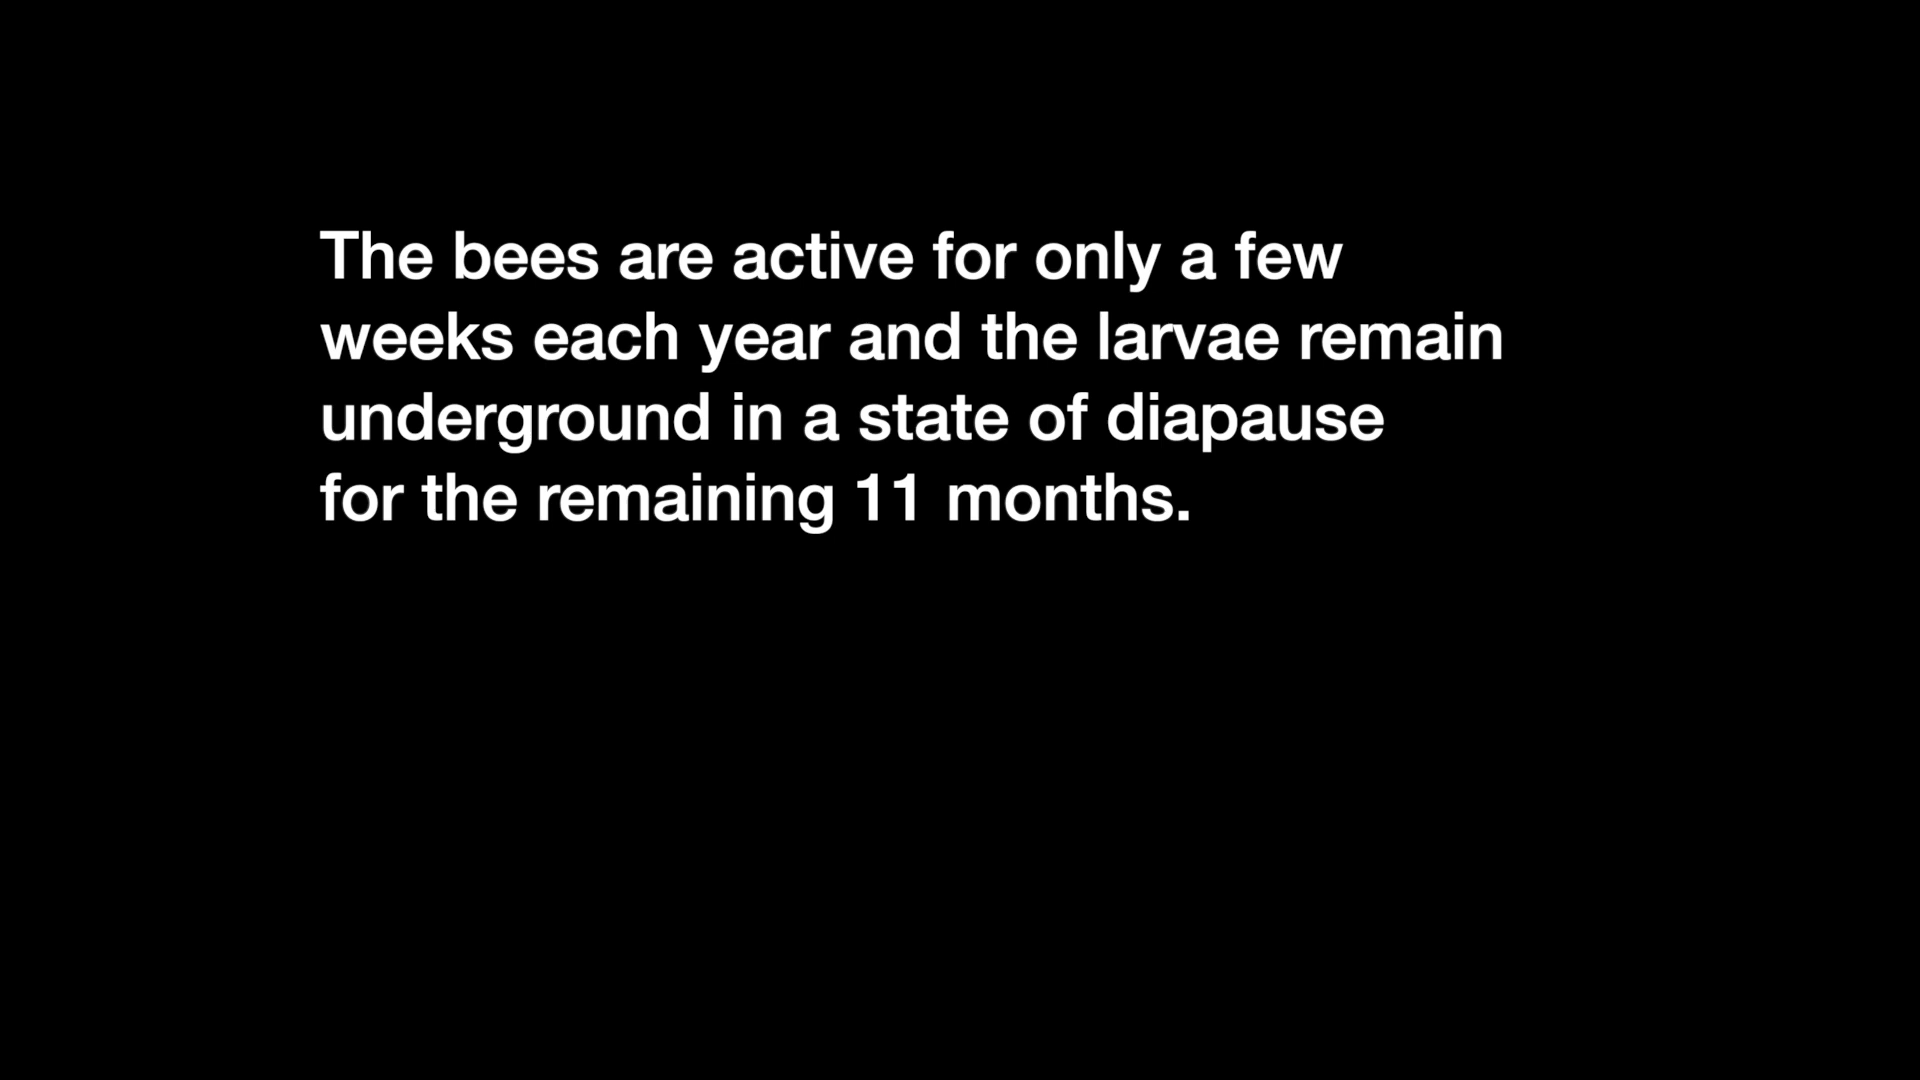 The bees are active for only a few
weeks each year and the larvae remain
underground in a state of diapause
for the remaining 11 months.